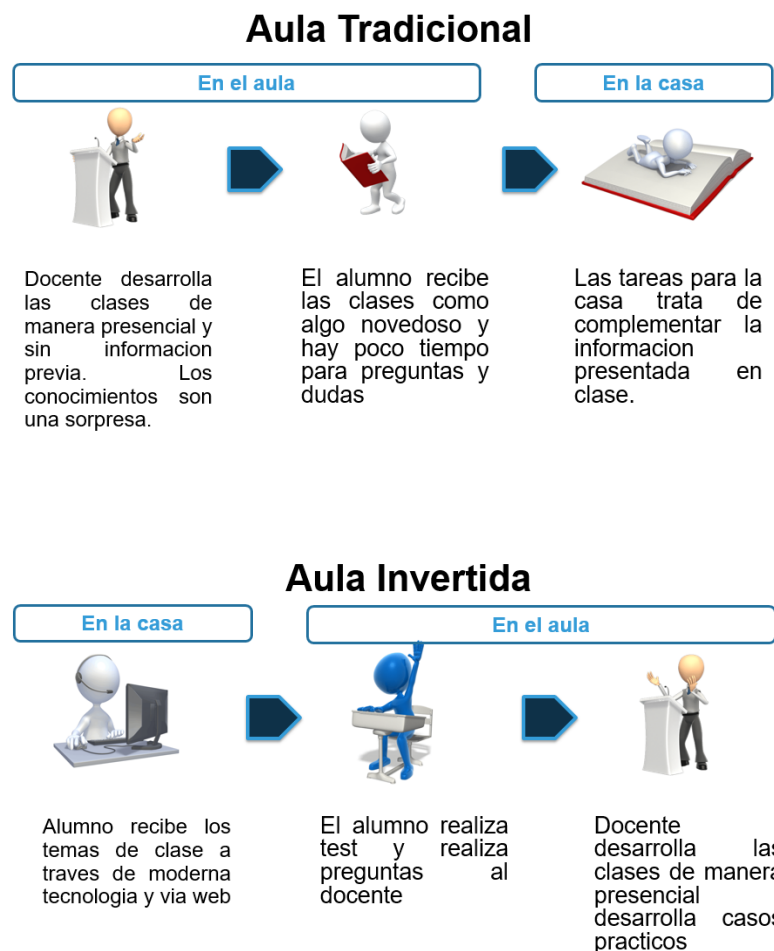 Aula Tradicional
En el aula
En la casa
Docente desarrolla
las clases de
manera presencial y
sin informacion
previa. Los
conocimientos son
una sorpresa.
El alumno recibe
las clases como
algo novedoso y
hay poco tiempo
para preguntas y
dudas
Las tareas para la
casa trata de
complementar la
informacion
presentada en
clase.
Aula Invertida
En la casa
En el aula
Alumno recibe los
temas de clase a
traves de moderna
tecnologia y via web
El alumno realiza
test y realiza
preguntas al
docente
Docente
desarrolla las
clases de manera
presencial
desarrolla casos
practicos